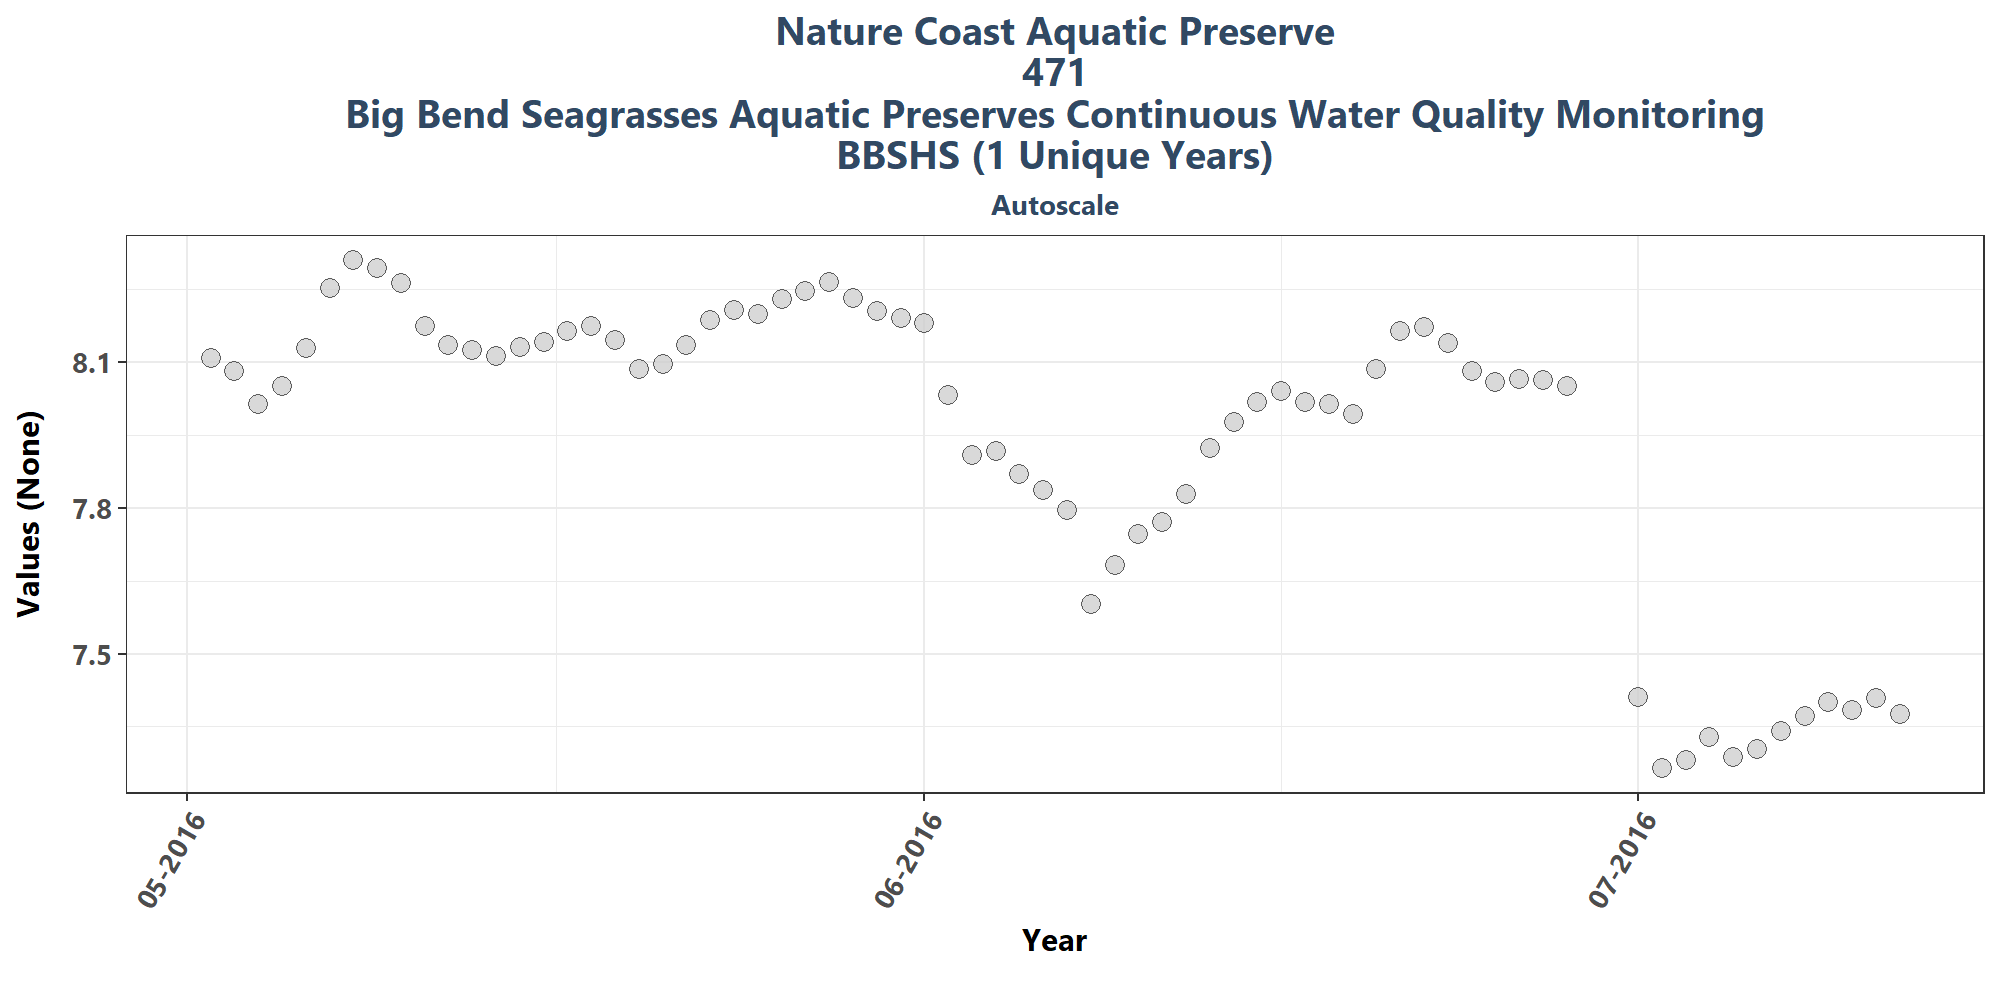 Nature Coast Aquatic Preserve
471
Big Bend Seagrasses Aquatic Preserves Continuous Water Quality Monitoring
BBSHS (1 Unique Years)
Autoscale
Values (None)
8.1
7.8
7.5
05-2016
06-2016
07-2016
Year